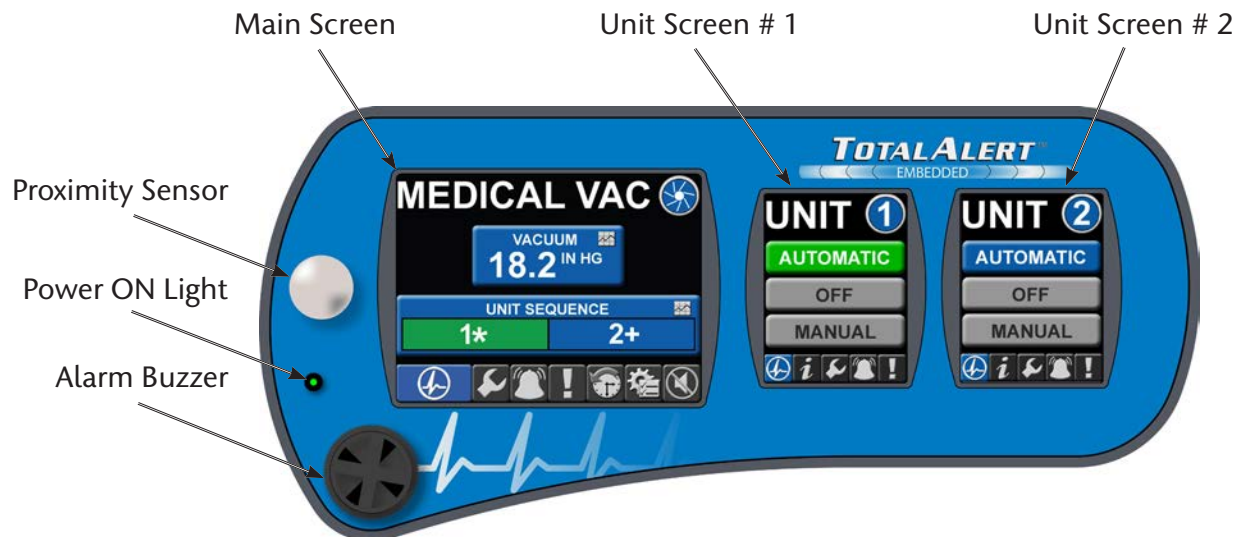 Main Screen
Unit Screen # 1
Unit Screen # 2
Proximity Sensor
Power ON Light
Alarm Buzzer
TOTALALERT™
EMBEDDED
MEDICAL VAC
VACUUM
18.2 IN HG
UNIT SEQUENCE
1* 2+
UNIT 1
AUTOMATIC
OFF
MANUAL
i !
UNIT 2
AUTOMATIC
OFF
MANUAL
i !
!